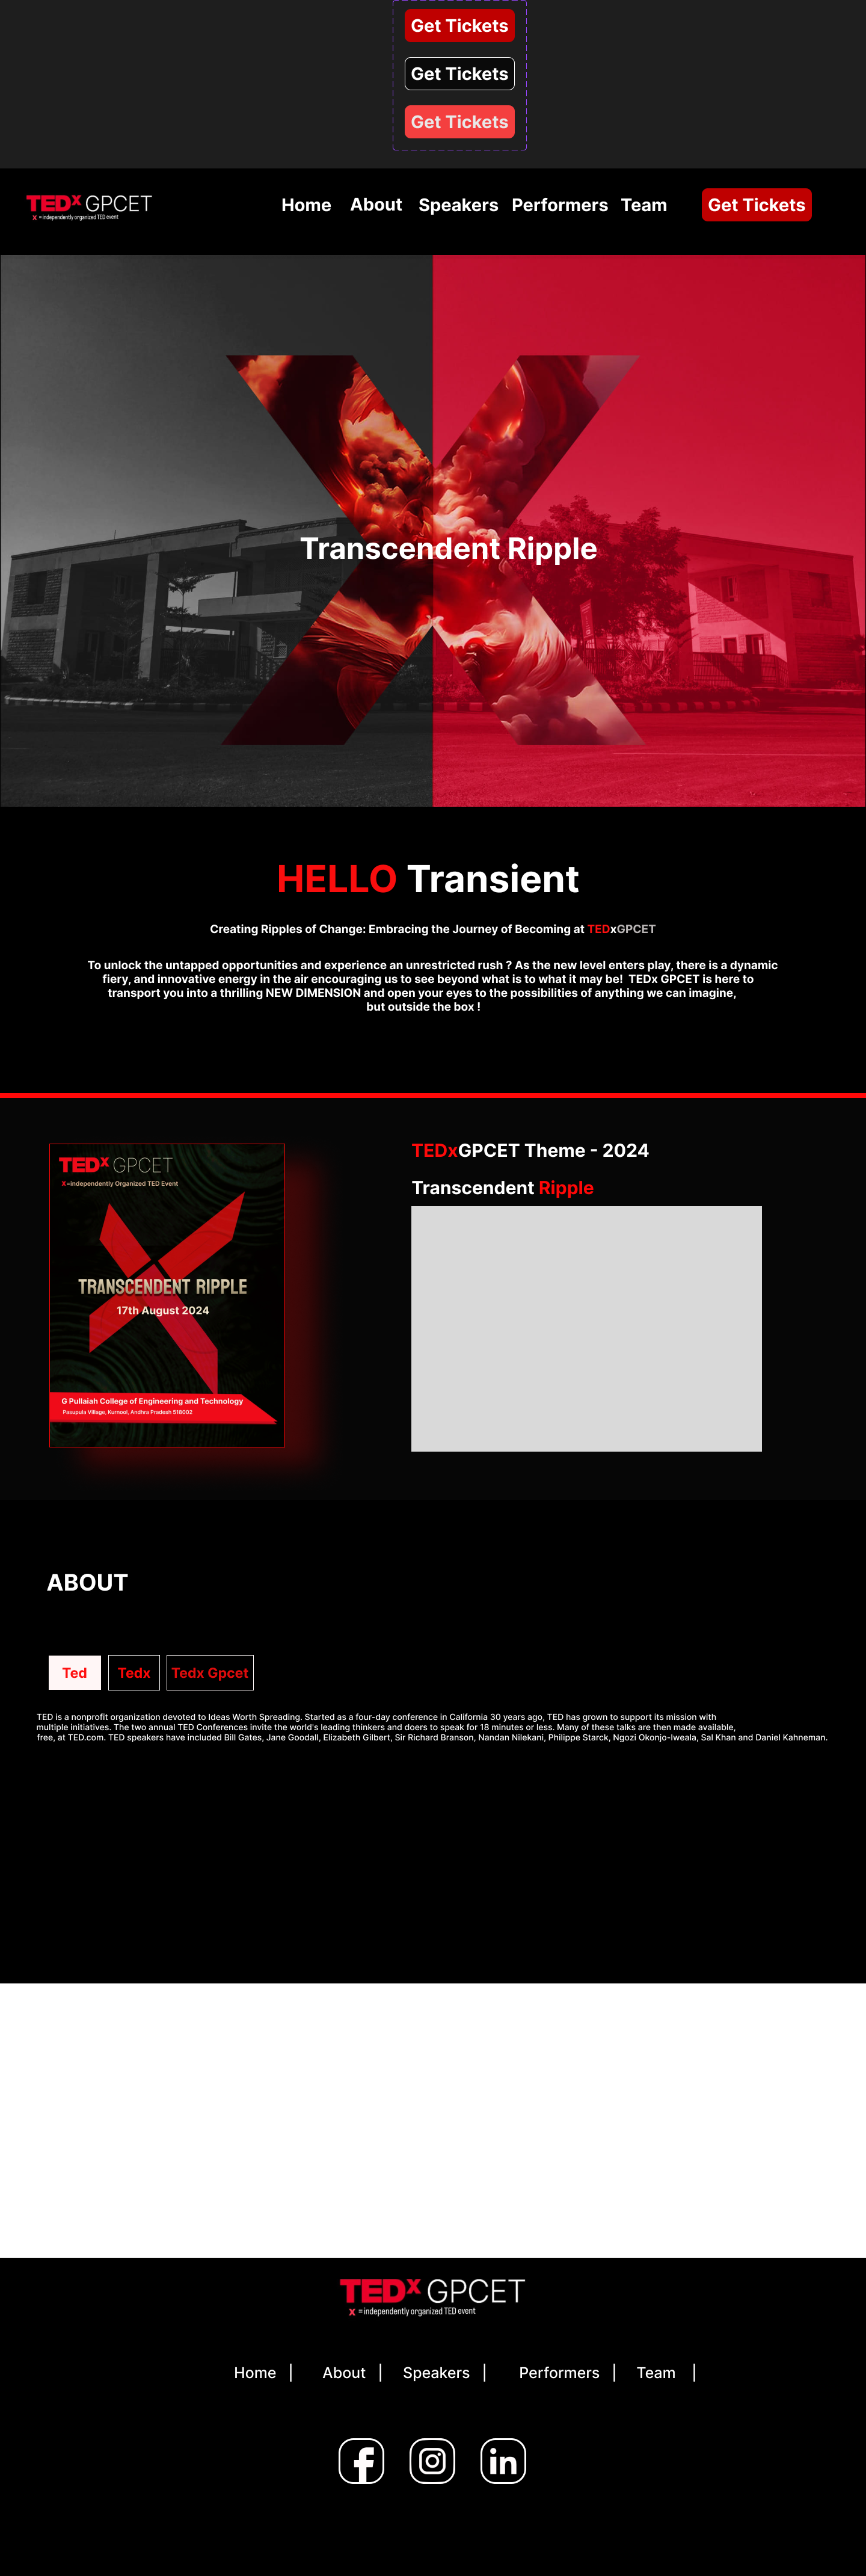 Get Tickets
Get Tickets
Get Tickets
TEDx GPCET
x = independently organized TED event
Home About Speakers Performers Team Get Tickets
Transcendent Ripple
HELLO Transient
Creating Ripples of Change: Embracing the Journey of Becoming at TEDxGPCET
To unlock the untapped opportunities and experience an unrestricted rush ? As the new level enters play, there is a dynamic
fiery, and innovative energy in the air encouraging us to see beyond what is to what it may be! TEDx GPCET is here to
transport you into a thrilling NEW DIMENSION and open your eyes to the possibilities of anything we can imagine,
but outside the box !
TEDx GPCET
X=independently Organized TED Event
TRANSCENDENT RIPPLE
17th August 2024
G Pullaiah College of Engineering and Technology
Pasupula Village, Kurnool, Andhra Pradesh 518002
TEDxGPCET Theme - 2024
Transcendent Ripple
ABOUT
Ted Tedx Tedx Gpcet
TED is a nonprofit organization devoted to Ideas Worth Spreading. Started as a four-day conference in California 30 years ago, TED has grown to support its mission with
multiple initiatives. The two annual TED Conferences invite the world's leading thinkers and doers to speak for 18 minutes or less. Many of these talks are then made available,
free, at TED.com. TED speakers have included Bill Gates, Jane Goodall, Elizabeth Gilbert, Sir Richard Branson, Nandan Nilekani, Philippe Starck, Ngozi Okonjo-Iweala, Sal Khan and Daniel Kahneman.
TEDx GPCET
x = independently organized TED event
Home | About | Speakers | Performers | Team |